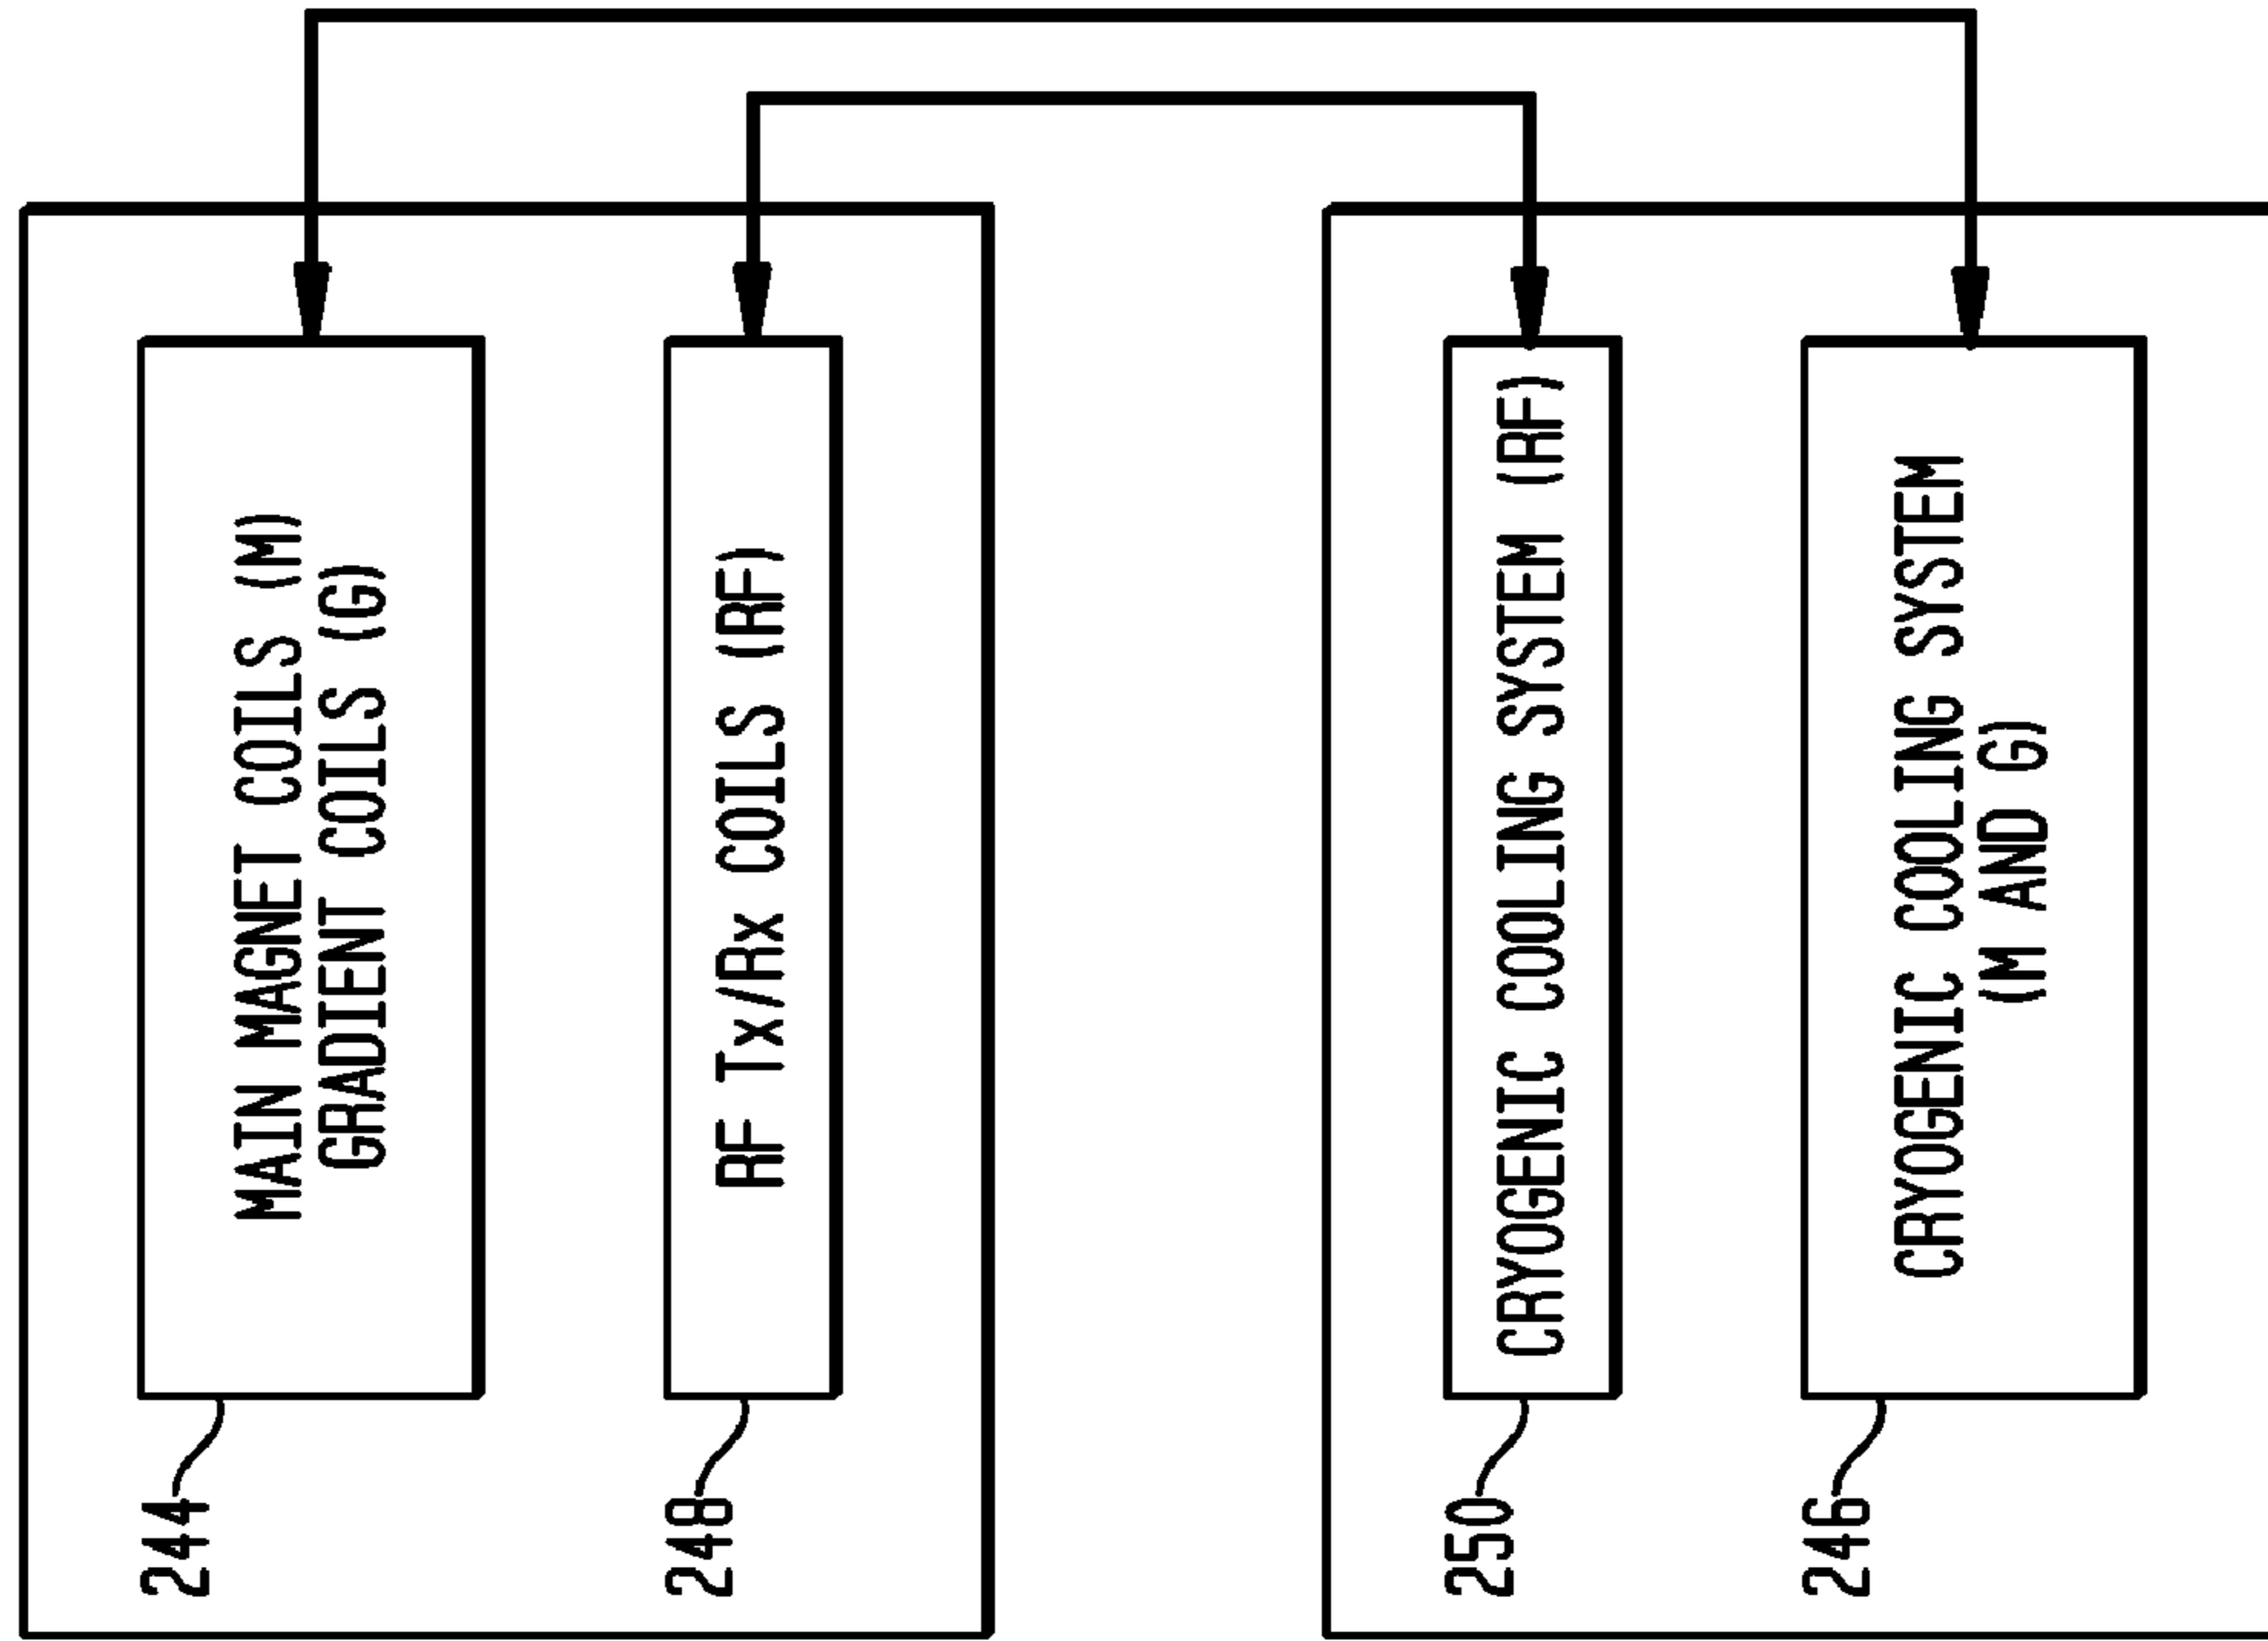 244
MAIN MAGNET COILS (M)
GRADIENT COILS (G)
248
RF Tx/Rx COILS (RF)
250
CRYOGENIC COOLING SYSTEM (RF)
246
CRYOGENIC COOLING SYSTEM
(M AND G)